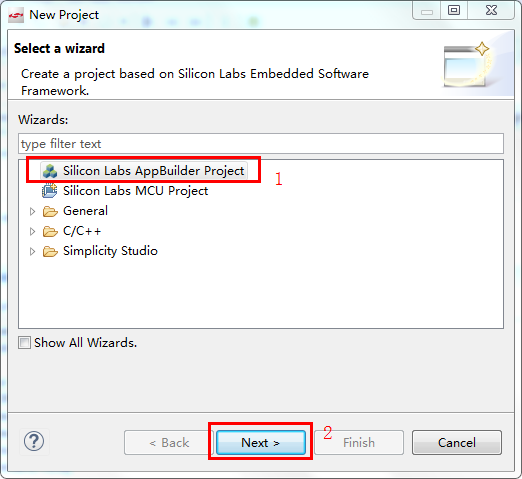 New Project
Select a wizard
Create a project based on Silicon Labs Embedded Software
Framework.
Wizards:
type filter text
Silicon Labs AppBuilder Project
1
Silicon Labs MCU Project
General
C/C++
Simplicity Studio
Show All Wizards.
? < Back Next > 2 Finish Cancel